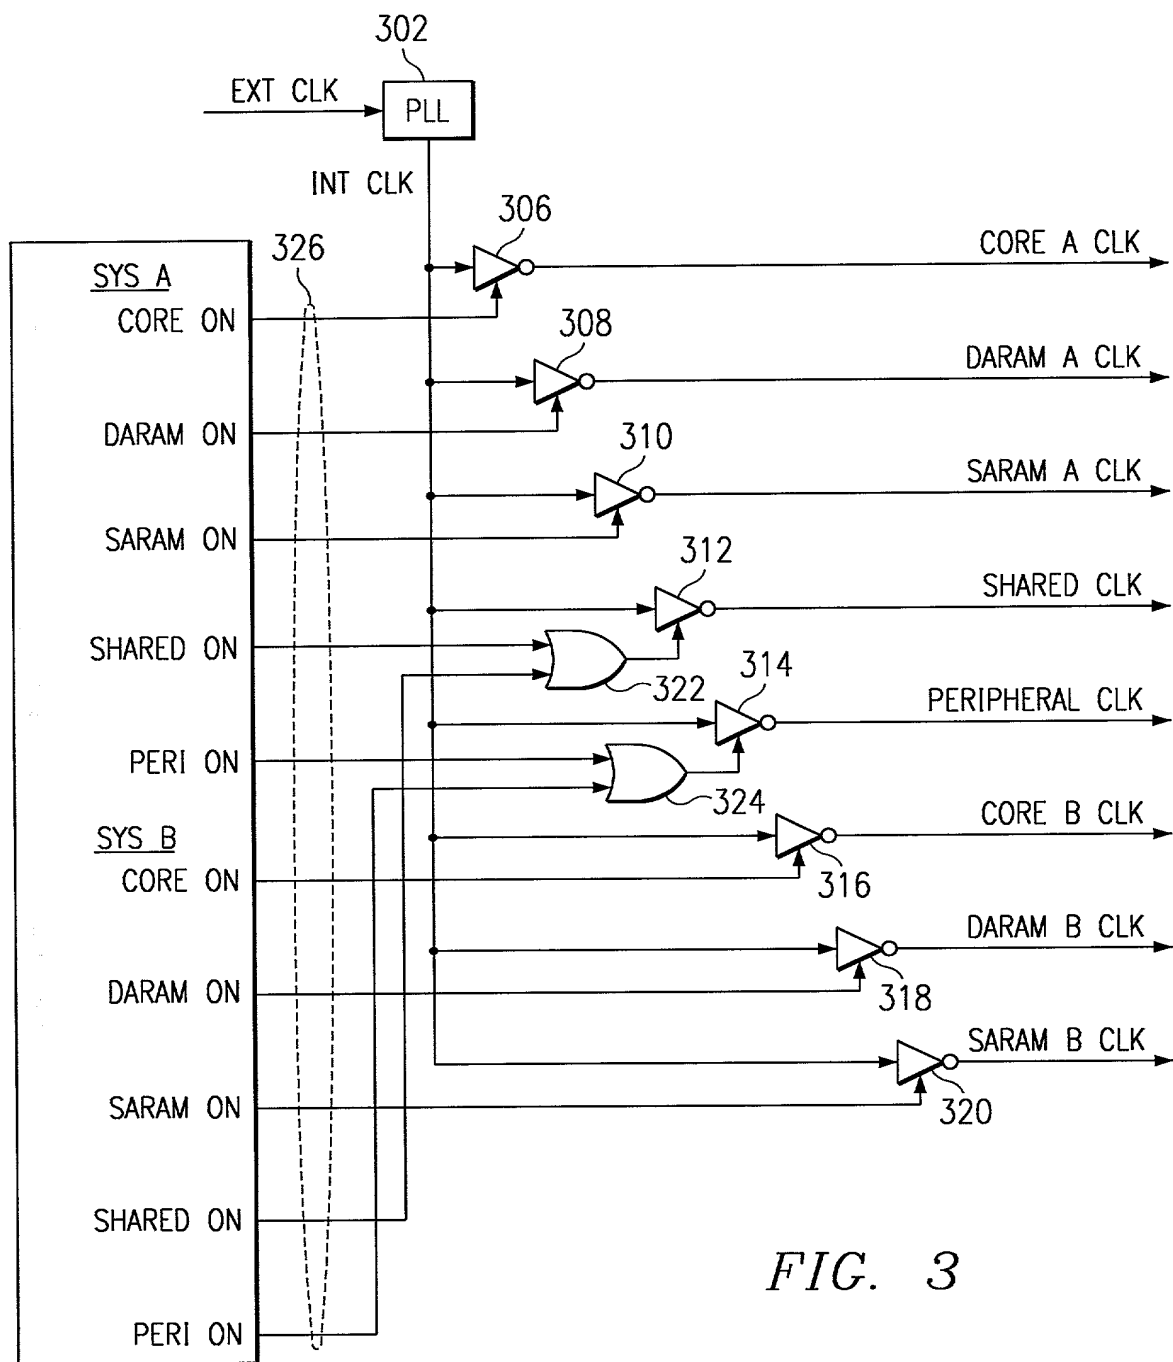 302
EXT CLK
PLL
INT CLK
306
CORE A CLK
326
SYS A
CORE ON
308
DARAM A CLK
DARAM ON
310
SARAM A CLK
SARAM ON
312
SHARED CLK
SHARED ON
322
314
PERIPHERAL CLK
PERI ON
324
SYS B
CORE B CLK
CORE ON
316
DARAM B CLK
DARAM ON
318
SARAM B CLK
SARAM ON
320
SHARED ON
FIG. 3
PERI ON